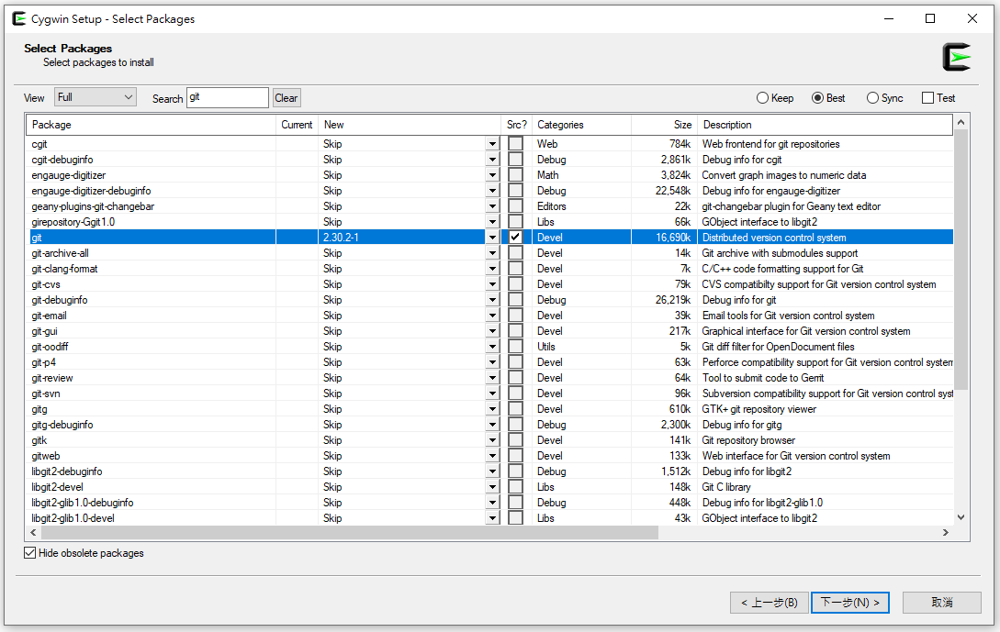 Cygwin Setup - Select Packages
Select Packages
Select packages to install
View Full Search git Clear Keep Best Sync Test
Package Current New Src? Categories Size Description
cgit Skip Web 784k Web frontend for git repositories
cgit-debuginfo Skip Debug 2,861k Debug info for cgit
engauge-digitizer Skip Math 3,824k Convert graph images to numeric data
engauge-digitizer-debuginfo Skip Debug 22,548k Debug info for engauge-digitizer
geany-plugins-git-changebar Skip Editors 22k git-changebar plugin for Geany text editor
girepository-Ggit1.0 Skip Libs 66k GObject interface to libgit2
git 2.30.2-1 Devel 16,690k Distributed version control system
git-archive-all Skip Devel 14k Git archive with submodules support
git-clang-format Skip Devel 7k C/C++ code formatting support for Git
git-cvs Skip Devel 79k CVS compatibilty support for Git version control system
git-debuginfo Skip Debug 26,219k Debug info for git
git-email Skip Devel 39k Email tools for Git version control system
git-gui Skip Devel 217k Graphical interface for Git version control system
git-oodiff Skip Utils 5k Git diff filter for OpenDocument files
git-p4 Skip Devel 63k Perforce compatibility support for Git version control system
git-review Skip Devel 64k Tool to submit code to Gerrit
git-svn Skip Devel 96k Subversion compatibility support for Git version control syst
gitg Skip Devel 610k GTK+ git repository viewer
gitg-debuginfo Skip Debug 2,300k Debug info for gitg
gitk Skip Devel 141k Git repository browser
gitweb Skip Devel 133k Web interface for Git version control system
libgit2-debuginfo Skip Debug 1,512k Debug info for libgit2
libgit2-devel Skip Libs 148k Git C library
libgit2-glib1.0-debuginfo Skip Debug 448k Debug info for libgit2-glib1.0
libgit2-glib1.0-devel Skip Libs 43k GObject interface to libgit2
Hide obsolete packages
< 上一步(B) 下一步(N) > 取消